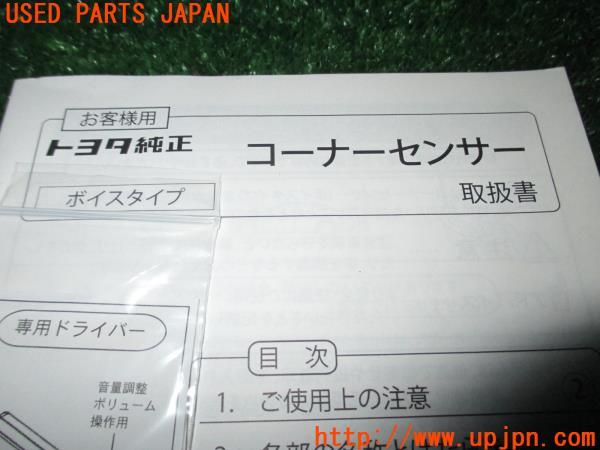 USED PARTS JAPAN
お客様用
トヨタ純正
コーナーセンサー
ボイスタイプ
取扱書
専用ドライバー
目 次
音量調整
ボリューム
操作用
1. ご使用上の注意 ②
http://www.upjpn.com/